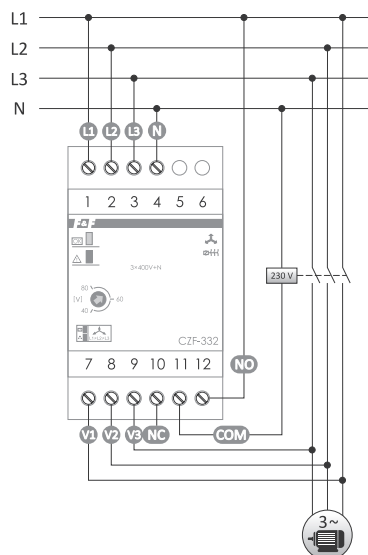 L1
L2
L3
N
L1 L2 L3 N
1 2 3 4 5 6
F&F
3×400V+N
80
[V] 60
40
CZF-332
7 8 9 10 11 12
NO
V1 V2 V3 NC COM
230 V
3~